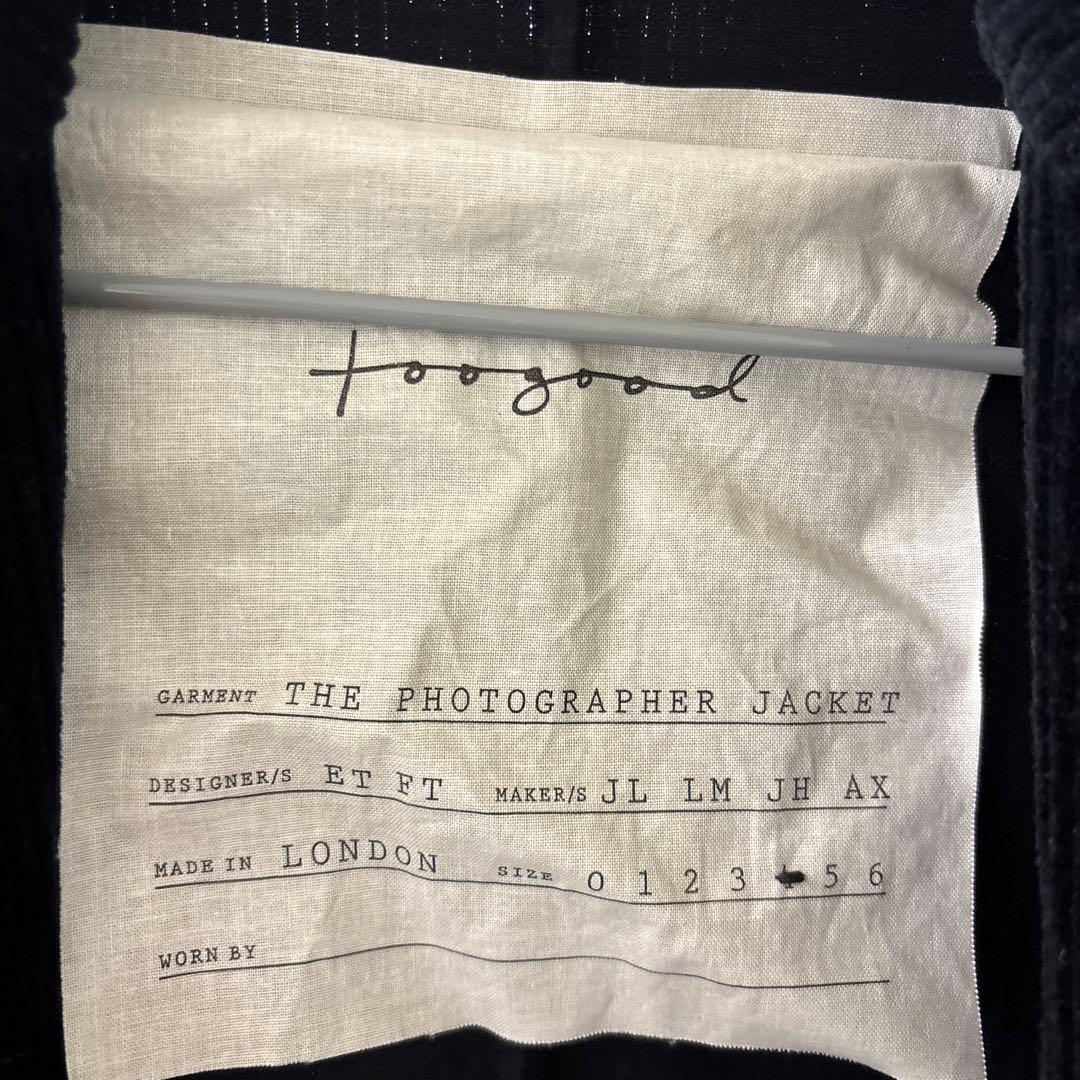 toogood
GARMENT THE PHOTOGRAPHER JACKET
DESIGNER/S ET FT MAKER/S JL LM JH AX
MADE IN LONDON SIZE 0 1 2 3 4 5 6
WORN BY